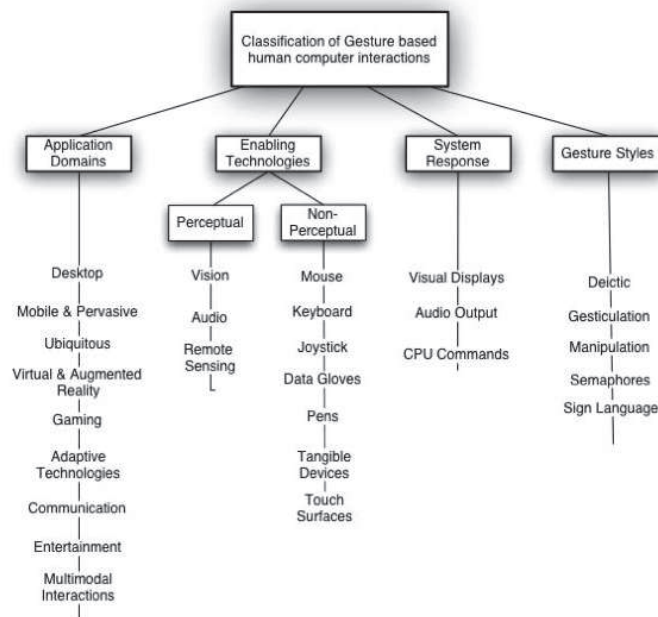 Classification of Gesture based
human computer interactions
Application
Domains
Enabling
Technologies
System
Response
Gesture Styles
Perceptual
Non-
Perceptual
Desktop
Mobile & Pervasive
Ubiquitous
Virtual & Augmented
Reality
Gaming
Adaptive
Technologies
Communication
Entertainment
Multimodal
Interactions
Vision
Audio
Remote
Sensing
Mouse
Keyboard
Joystick
Data Gloves
Pens
Tangible
Devices
Touch
Surfaces
Visual Displays
Audio Output
CPU Commands
Deictic
Gesticulation
Manipulation
Semaphores
Sign Language